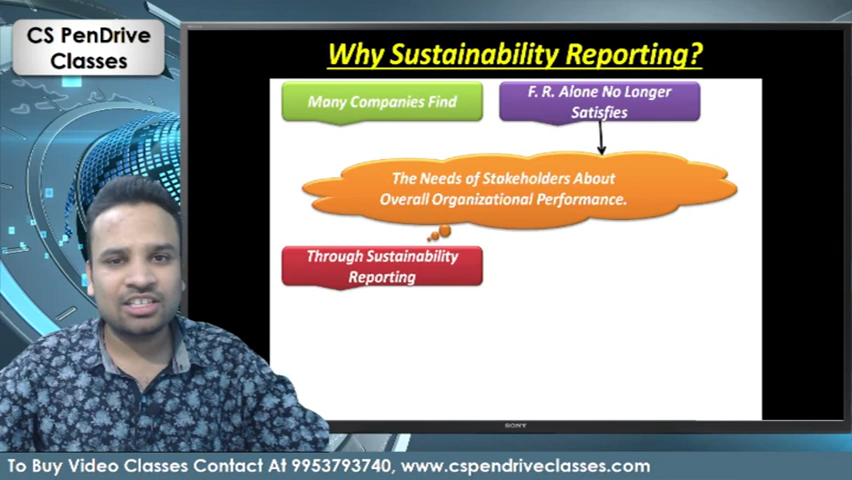 CS PenDrive
Classes
Why Sustainability Reporting?
Many Companies Find
F. R. Alone No Longer
Satisfies
The Needs of Stakeholders About
Overall Organizational Performance.
Through Sustainability
Reporting
SONY
To Buy Video Classes Contact At 9953793740, www.cspendriveclasses.com